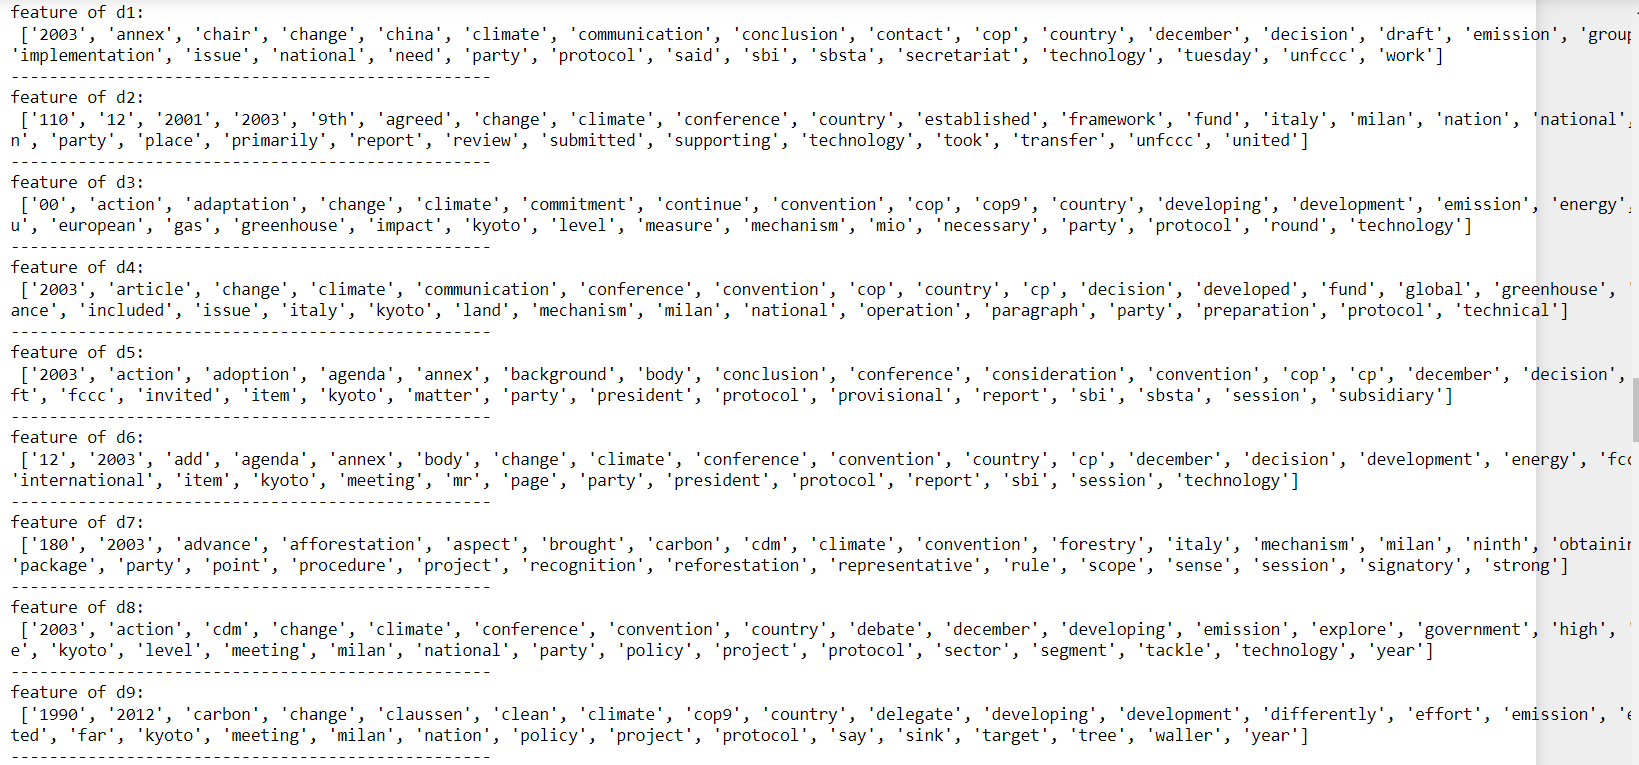 feature of d1:
['2003', 'annex', 'chair', 'change', 'china', 'climate', 'communication', 'conclusion', 'contact', 'cop', 'country', 'december', 'decision', 'draft', 'emission',
'implementation', 'issue', 'national', 'need', 'party', 'protocol', 'said', 'sbi', 'sbsta', 'secretariat', 'technology', 'tuesday', 'unfccc', 'work']
--------------------------------------------------
feature of d2:
['110', '12', '2001', '2003', '9th', 'agreed', 'change', 'climate', 'conference', 'country', 'established', 'framework', 'fund', 'italy', 'milan', 'nation', 'national',
n', 'party', 'place', 'primarily', 'report', 'review', 'submitted', 'supporting', 'technology', 'took', 'transfer', 'unfccc', 'united']
--------------------------------------------------
feature of d3:
['00', 'action', 'adaptation', 'change', 'climate', 'commitment', 'continue', 'convention', 'cop', 'cop9', 'country', 'developing', 'development', 'emission', 'energy',
u', 'european', 'gas', 'greenhouse', 'impact', 'kyoto', 'level', 'measure', 'mechanism', 'mio', 'necessary', 'party', 'protocol', 'round', 'technology']
--------------------------------------------------
feature of d4:
['2003', 'article', 'change', 'climate', 'communication', 'conference', 'convention', 'cop', 'country', 'cp', 'decision', 'developed', 'fund', 'global', 'greenhouse', '
ance', 'included', 'issue', 'italy', 'kyoto', 'land', 'mechanism', 'milan', 'national', 'operation', 'paragraph', 'party', 'preparation', 'protocol', 'technical']
--------------------------------------------------
feature of d5:
['2003', 'action', 'adoption', 'agenda', 'annex', 'background', 'body', 'conclusion', 'conference', 'consideration', 'convention', 'cop', 'cp', 'december', 'decision',
ft', 'fccc', 'invited', 'item', 'kyoto', 'matter', 'party', 'president', 'protocol', 'provisional', 'report', 'sbi', 'sbsta', 'session', 'subsidiary']
--------------------------------------------------
feature of d6:
['12', '2003', 'add', 'agenda', 'annex', 'body', 'change', 'climate', 'conference', 'convention', 'country', 'cp', 'december', 'decision', 'development', 'energy',
'international', 'item', 'kyoto', 'meeting', 'mr', 'page', 'party', 'president', 'protocol', 'report', 'sbi', 'session', 'technology']
--------------------------------------------------
feature of d7:
['180', '2003', 'advance', 'afforestation', 'aspect', 'brought', 'carbon', 'cdm', 'climate', 'convention', 'forestry', 'italy', 'mechanism', 'milan', 'ninth',
'package', 'party', 'point', 'procedure', 'project', 'recognition', 'reforestation', 'representative', 'rule', 'scope', 'sense', 'session', 'signatory', 'strong']
--------------------------------------------------
feature of d8:
['2003', 'action', 'cdm', 'change', 'climate', 'conference', 'convention', 'country', 'debate', 'december', 'developing', 'emission', 'explore', 'government', 'high', '
e', 'kyoto', 'level', 'meeting', 'milan', 'national', 'party', 'policy', 'project', 'protocol', 'sector', 'segment', 'tackle', 'technology', 'year']
--------------------------------------------------
feature of d9:
['1990', '2012', 'carbon', 'change', 'claussen', 'clean', 'climate', 'cop9', 'country', 'delegate', 'developing', 'development', 'differently', 'effort', 'emission',
ted', 'far', 'kyoto', 'meeting', 'milan', 'nation', 'policy', 'project', 'protocol', 'say', 'sink', 'target', 'tree', 'waller', 'year']
--------------------------------------------------